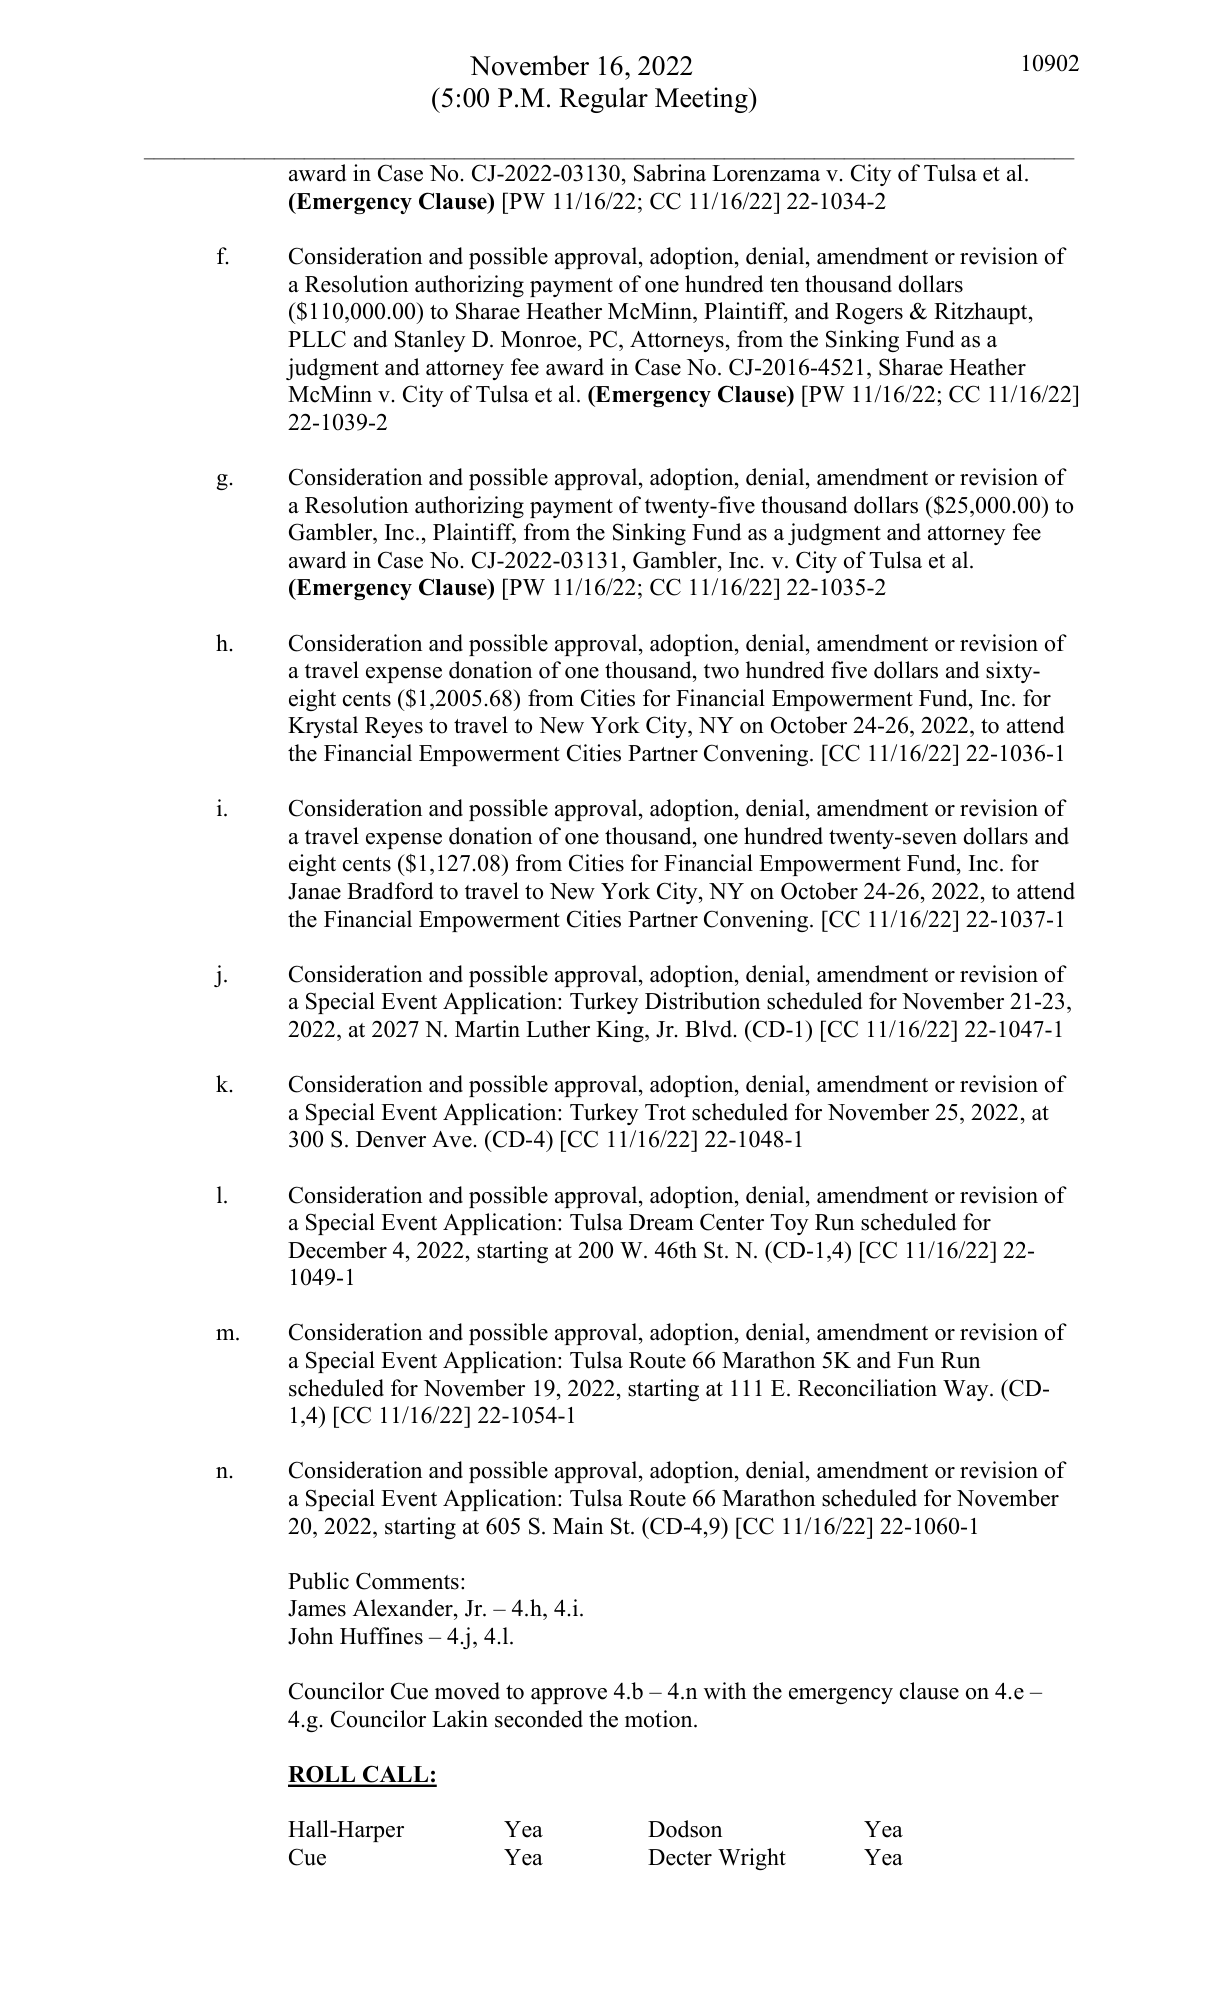 November 16, 2022
10902
(5:00 P.M. Regular Meeting)
award in Case No. CJ-2022-03130, Sabrina Lorenzama v. City of Tulsa et al.
(Emergency Clause) [PW 11/16/22; CC 11/16/22] 22-1034-2
f. Consideration and possible approval, adoption, denial, amendment or revision of
a Resolution authorizing payment of one hundred ten thousand dollars
($110,000.00) to Sharae Heather McMinn, Plaintiff, and Rogers & Ritzhaupt,
PLLC and Stanley D. Monroe, PC, Attorneys, from the Sinking Fund as a
judgment and attorney fee award in Case No. CJ-2016-4521, Sharae Heather
McMinn v. City of Tulsa et al. (Emergency Clause) [PW 11/16/22; CC 11/16/22]
22-1039-2
g. Consideration and possible approval, adoption, denial, amendment or revision of
a Resolution authorizing payment of twenty-five thousand dollars ($25,000.00) to
Gambler, Inc., Plaintiff, from the Sinking Fund as a judgment and attorney fee
award in Case No. CJ-2022-03131, Gambler, Inc. v. City of Tulsa et al.
(Emergency Clause) [PW 11/16/22; CC 11/16/22] 22-1035-2
h. Consideration and possible approval, adoption, denial, amendment or revision of
a travel expense donation of one thousand, two hundred five dollars and sixty-
eight cents ($1,2005.68) from Cities for Financial Empowerment Fund, Inc. for
Krystal Reyes to travel to New York City, NY on October 24-26, 2022, to attend
the Financial Empowerment Cities Partner Convening. [CC 11/16/22] 22-1036-1
i. Consideration and possible approval, adoption, denial, amendment or revision of
a travel expense donation of one thousand, one hundred twenty-seven dollars and
eight cents ($1,127.08) from Cities for Financial Empowerment Fund, Inc. for
Janae Bradford to travel to New York City, NY on October 24-26, 2022, to attend
the Financial Empowerment Cities Partner Convening. [CC 11/16/22] 22-1037-1
j. Consideration and possible approval, adoption, denial, amendment or revision of
a Special Event Application: Turkey Distribution scheduled for November 21-23,
2022, at 2027 N. Martin Luther King, Jr. Blvd. (CD-1) [CC 11/16/22] 22-1047-1
k. Consideration and possible approval, adoption, denial, amendment or revision of
a Special Event Application: Turkey Trot scheduled for November 25, 2022, at
300 S. Denver Ave. (CD-4) [CC 11/16/22] 22-1048-1
l. Consideration and possible approval, adoption, denial, amendment or revision of
a Special Event Application: Tulsa Dream Center Toy Run scheduled for
December 4, 2022, starting at 200 W. 46th St. N. (CD-1,4) [CC 11/16/22] 22-
1049-1
m. Consideration and possible approval, adoption, denial, amendment or revision of
a Special Event Application: Tulsa Route 66 Marathon 5K and Fun Run
scheduled for November 19, 2022, starting at 111 E. Reconciliation Way. (CD-
1,4) [CC 11/16/22] 22-1054-1
n. Consideration and possible approval, adoption, denial, amendment or revision of
a Special Event Application: Tulsa Route 66 Marathon scheduled for November
20, 2022, starting at 605 S. Main St. (CD-4,9) [CC 11/16/22] 22-1060-1
Public Comments:
James Alexander, Jr. – 4.h, 4.i.
John Huffines – 4.j, 4.l.
Councilor Cue moved to approve 4.b – 4.n with the emergency clause on 4.e –
4.g. Councilor Lakin seconded the motion.
ROLL CALL:
Hall-Harper Yea Dodson Yea
Cue Yea Decter Wright Yea